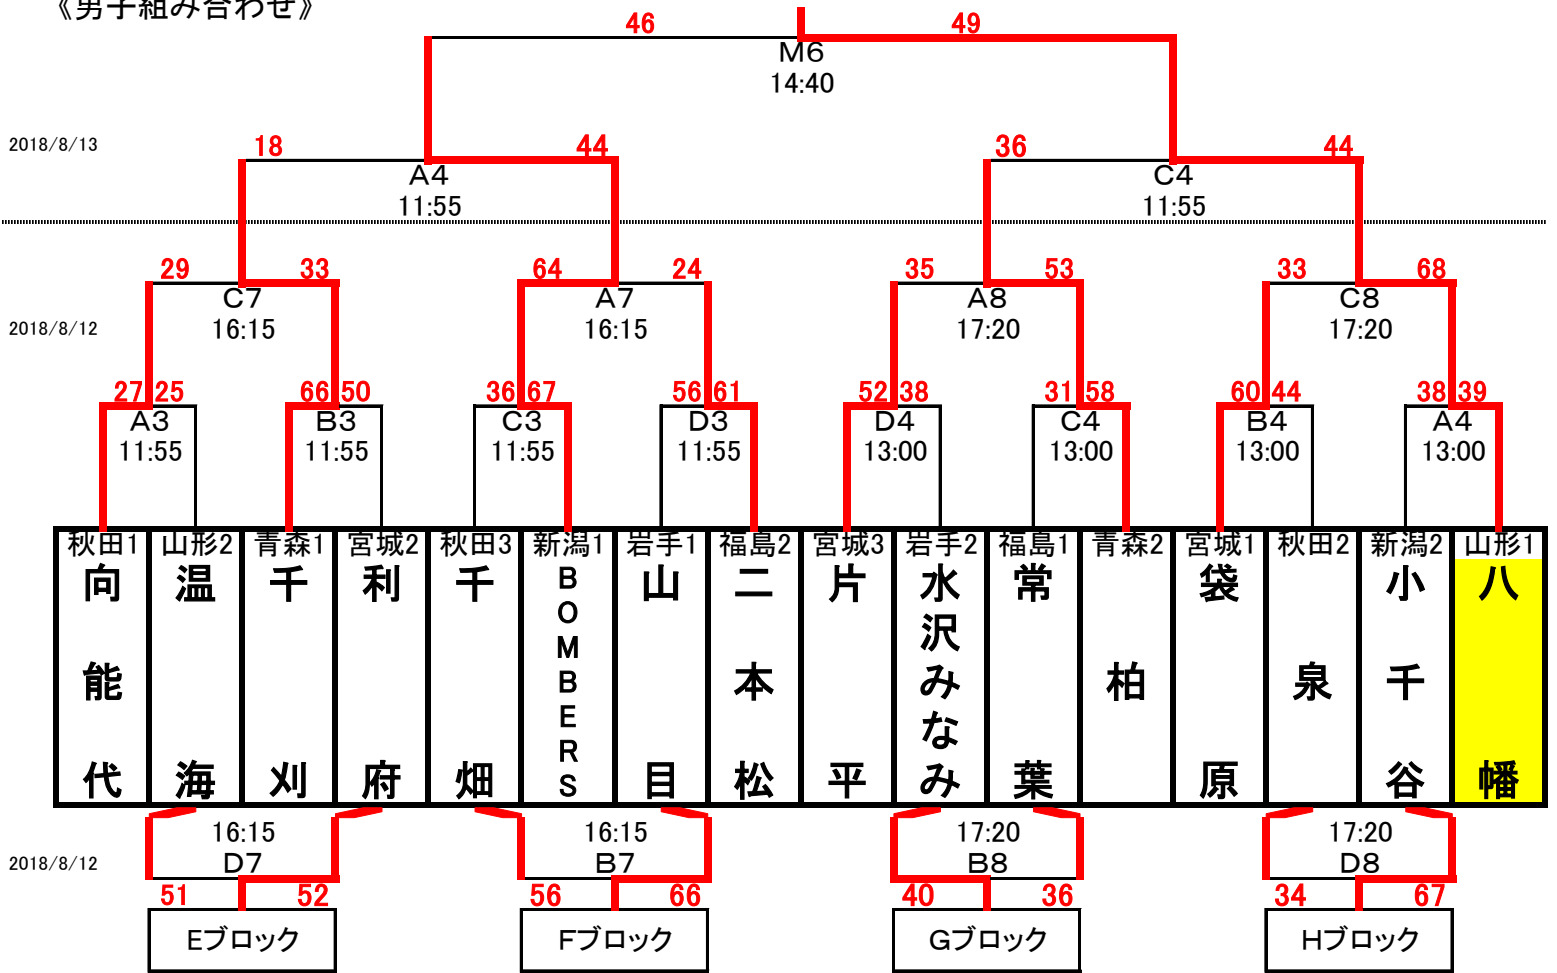 《男子組み合わせ》
46 49
M6
14:40
2018/8/13
18 44 36 44
A4 C4
11:55 11:55
29 33 64 24 35 53 33 68
C7 A7 A8 C8
2018/8/12 16:15 16:15 17:20 17:20
27 25 66 50 36 67 56 61 52 38 31 58 60 44 38 39
A3 B3 C3 D3 D4 C4 B4 A4
11:55 11:55 11:55 11:55 13:00 13:00 13:00 13:00
秋田1 山形2 青森1 宮城2 秋田3 新潟1 岩手1 福島2 宮城3 岩手2 福島1 青森2 宮城1 秋田2 新潟2 山形1
向能代
温海
千刈
利府
千畑
BOMBERS
山目
二本松
片平
水沢みなみ
常葉
柏
袋原
泉
小千谷
八幡
16:15 16:15 17:20 17:20
2018/8/12 D7 B7 B8 D8
51 52 56 66 40 36 34 67
Eブロック Fブロック Gブロック Hブロック